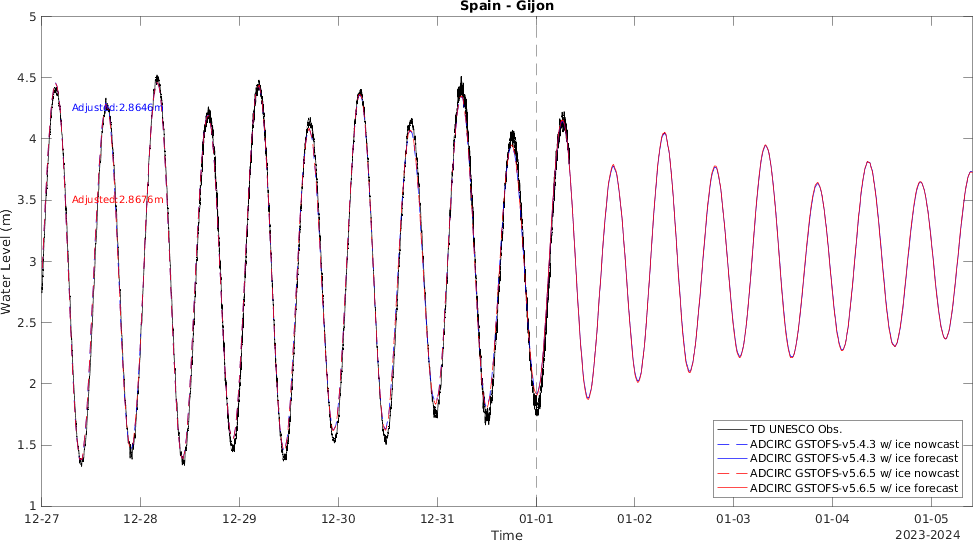 Spain - Gijon
5
4.5
4
3.5
3
2.5
2
1.5
1
Water Level (m)
Adjusted:2.8646m
Adjusted:2.8676m
TD UNESCO Obs.
ADCIRC GSTOFS-v5.4.3 w/ ice nowcast
ADCIRC GSTOFS-v5.4.3 w/ ice forecast
ADCIRC GSTOFS-v5.6.5 w/ ice nowcast
ADCIRC GSTOFS-v5.6.5 w/ ice forecast
12-27 12-28 12-29 12-30 12-31 01-01 01-02 01-03 01-04 01-05
Time
2023-2024